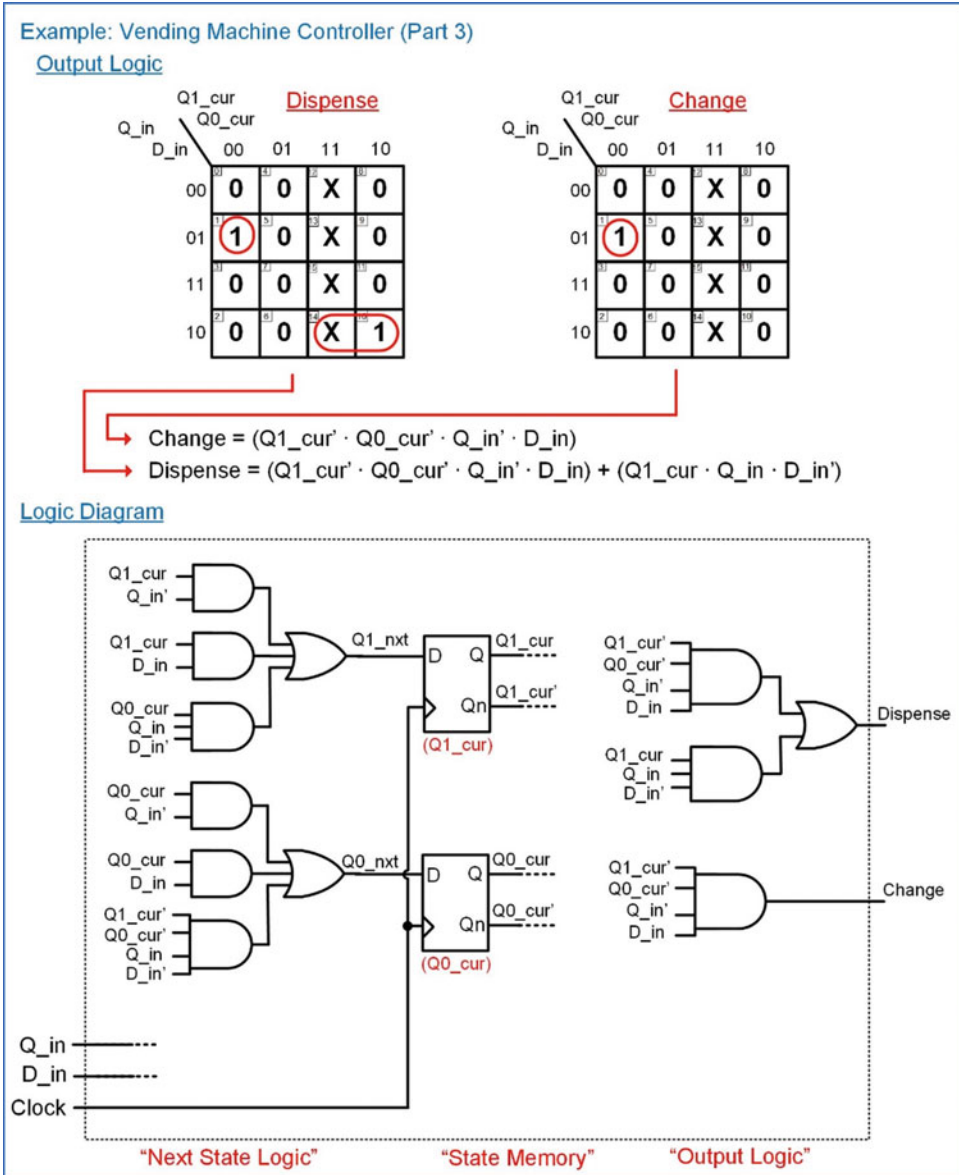 Example: Vending Machine Controller (Part 3)
Output Logic
Q1_cur
Q0_cur
Dispense
Q_in
D_in 00 01 11 10
00 0 0 X 0
01 1 0 X 0
11 0 0 X 0
10 0 0 X 1
Q1_cur
Q0_cur
Change
Q_in
D_in 00 01 11 10
00 0 0 X 0
01 1 0 X 0
11 0 0 X 0
10 0 0 X 0
Change = (Q1_cur' · Q0_cur' · Q_in' · D_in)
Dispense = (Q1_cur' · Q0_cur' · Q_in' · D_in) + (Q1_cur · Q_in · D_in')
Logic Diagram
Q1_cur
Q_in'
Q1_cur
D_in
Q0_cur
Q_in
D_in'
Q1_nxt
D Q
Qn
(Q1_cur)
Q1_cur
Q1_cur'
Q0_cur
Q_in'
Q0_cur
D_in
Q1_cur'
Q0_cur'
Q_in
D_in'
Q0_nxt
D Q
Qn
(Q0_cur)
Q0_cur
Q0_cur'
Q1_cur'
Q0_cur'
Q_in'
D_in
Q1_cur
Q_in
D_in'
Dispense
Q1_cur'
Q0_cur'
Q_in'
D_in
Change
Q_in
D_in
Clock
"Next State Logic" "State Memory" "Output Logic"